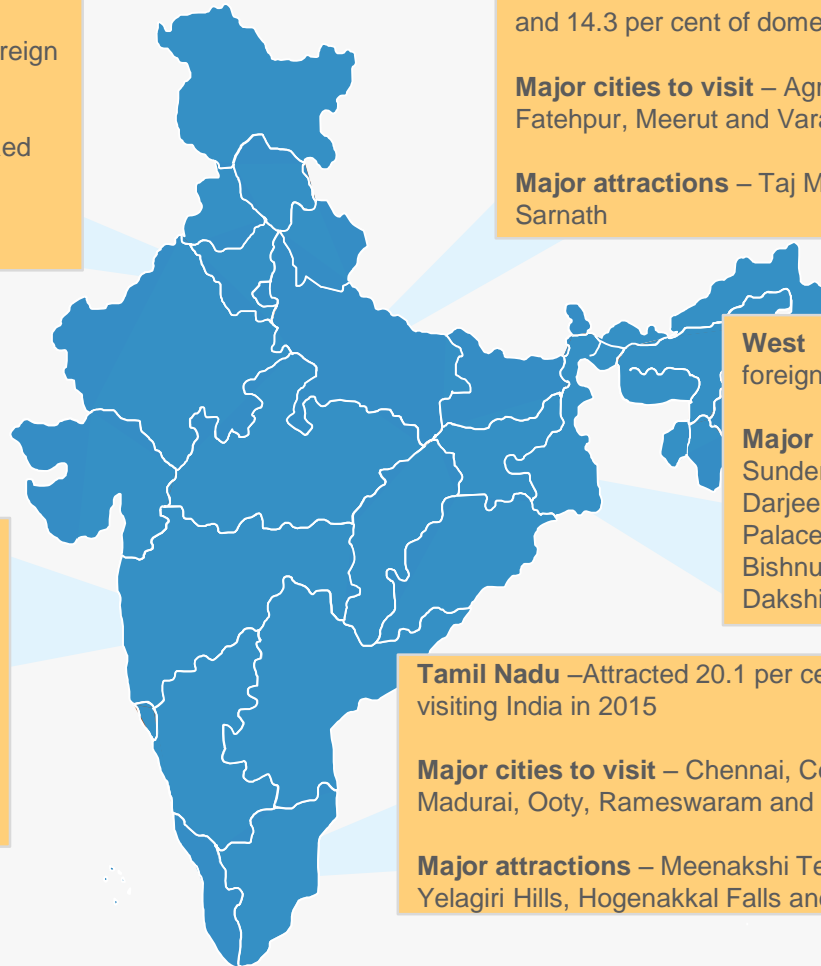 reign
ed
and 14.3 per cent of dome
Major cities to visit – Agr
Fatehpur, Meerut and Vara
Major attractions – Taj M
Sarnath
West
foreign
Major
Sunder
Darjee
Palace
Bishnu
Dakshi
Tamil Nadu –Attracted 20.1 per ce
visiting India in 2015
Major cities to visit – Chennai, Co
Madurai, Ooty, Rameswaram and
Major attractions – Meenakshi Te
Yelagiri Hills, Hogenakkal Falls and